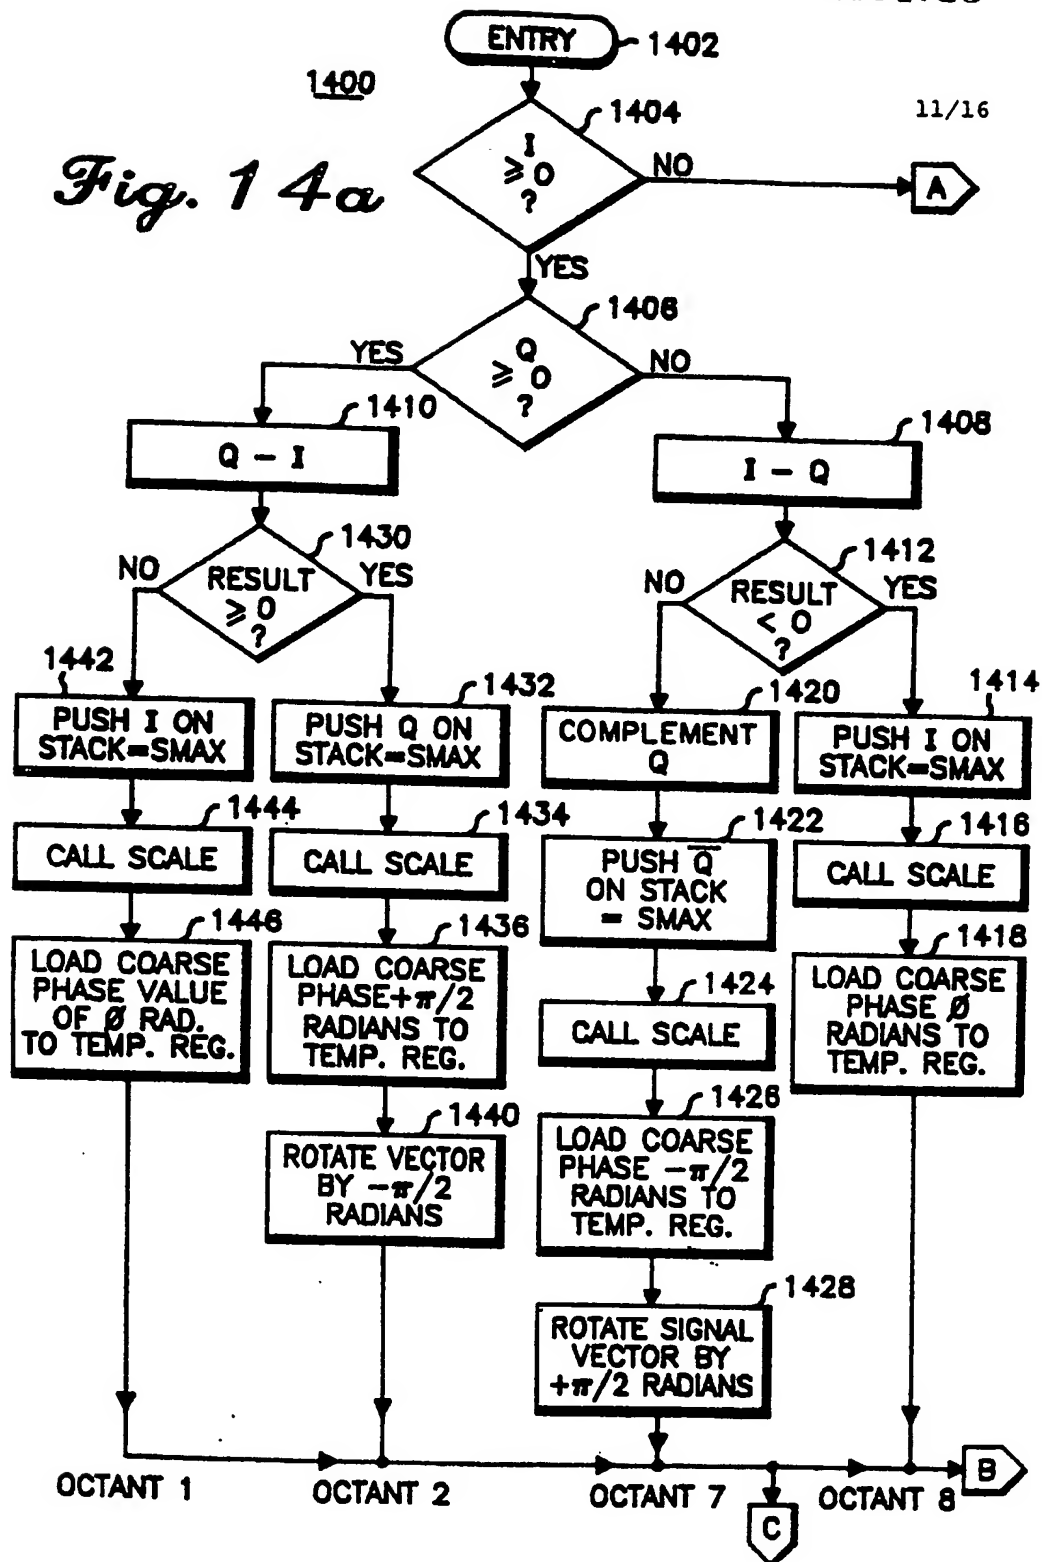 ENTRY
1402
1400
1404
11/16
Fig. 14a
I
≥ 0
?
NO
A
YES
1406
YES
Q
≥ 0
?
NO
1410
1408
Q - I
I - Q
1430
1412
NO
RESULT
≥ 0
?
YES
NO
RESULT
< 0
?
YES
1442
1432
1420
1414
PUSH I ON
STACK=SMAX
PUSH Q ON
STACK=SMAX
COMPLEMENT
Q
PUSH I ON
STACK=SMAX
1444
1434
1422
1416
CALL SCALE
CALL SCALE
PUSH Q̅
ON STACK
= SMAX
CALL SCALE
1446
1436
1424
1418
LOAD COARSE
PHASE VALUE
OF Ø RAD.
TO TEMP. REG.
LOAD COARSE
PHASE+π/2
RADIANS TO
TEMP. REG.
CALL SCALE
LOAD COARSE
PHASE Ø
RADIANS TO
TEMP. REG.
1440
1426
ROTATE VECTOR
BY -π/2
RADIANS
LOAD COARSE
PHASE -π/2
RADIANS TO
TEMP. REG.
1428
ROTATE SIGNAL
VECTOR BY
+π/2 RADIANS
B
OCTANT 1
OCTANT 2
OCTANT 7
OCTANT 8
C